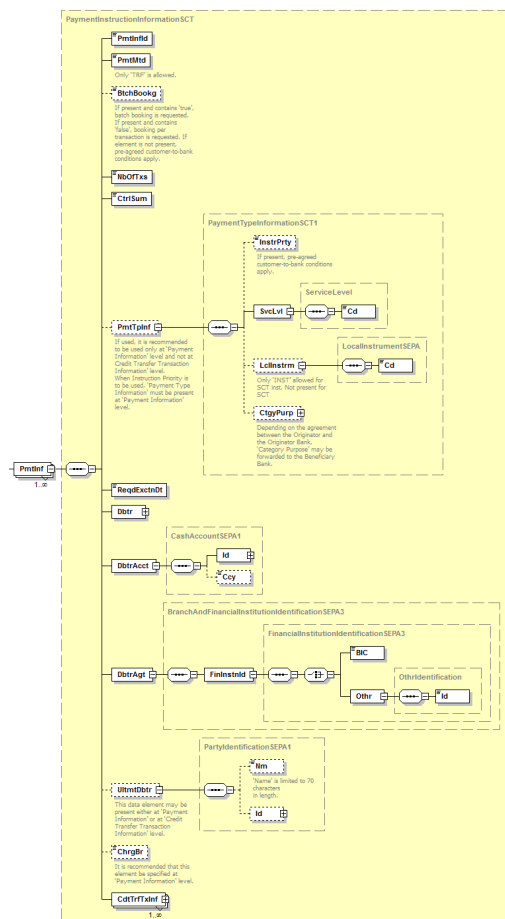 PaymentInstructionInformationSCT
PmtInfId
PmtMtd
Only 'TRF' is allowed.
BtchBookg
If present and contains 'true',
batch booking is requested.
If present and contains
'false', booking per
transaction is requested. If
element is not present,
pre-agreed customer-to-bank
conditions apply.
NbOfTxs
CtrlSum
PaymentTypeInformationSCT1
InstrPrty
If present, pre-agreed
customer-to-bank conditions
apply.
ServiceLevel
SvcLvl
Cd
PmtTpInf
If used, it is recommended
to be used only at 'Payment
Information' level and not at
Credit Transfer Transaction
Information' level.
When Instruction Priority is
to be used, 'Payment Type
Information' must be present
at 'Payment Information'
level.
LocalInstrumentSEPA
LclInstrm
Cd
Only 'INST' allowed for
SCT inst. Not present for
SCT
CtgyPurp
Depending on the agreement
between the Originator and
the Originator Bank,
'Category Purpose' may be
forwarded to the Beneficiary
Bank.
PmtInf
1..∞
ReqdExctnDt
Dbtr
CashAccountSEPA1
Id
DbtrAcct
Ccy
BranchAndFinancialInstitutionIdentificationSEPA3
FinancialInstitutionIdentificationSEPA3
BIC
OthrIdentification
DbtrAgt
FinInstnId
Othr
Id
PartyIdentificationSEPA1
Nm
'Name' is limited to 70
characters
in length.
UltmtDbtr
Id
This data element may be
present either at 'Payment
Information' or at 'Credit
Transfer Transaction
Information' level.
ChrgBr
It is recommended that this
element be specified at
'Payment Information' level.
CdtTrfTxInf
1..∞